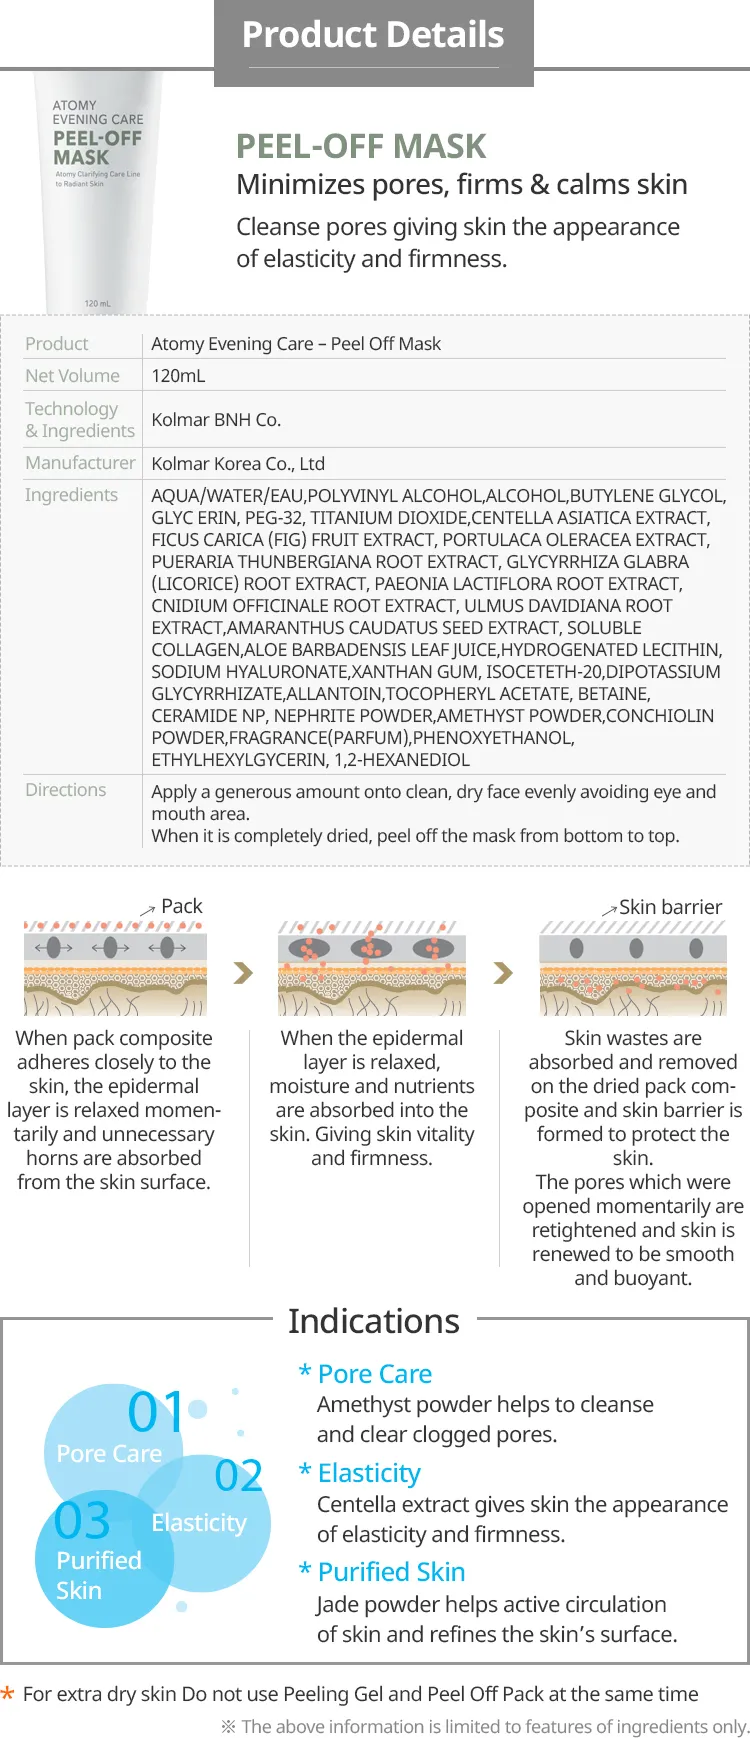 Product Details
ATOMY
EVENING CARE
PEEL-OFF
MASK
Atomy Clarifying Care Line
to Radiant Skin
120 mL
PEEL-OFF MASK
Minimizes pores, firms & calms skin
Cleanse pores giving skin the appearance
of elasticity and firmness.
Product Atomy Evening Care – Peel Off Mask
Net Volume 120mL
Technology
& Ingredients Kolmar BNH Co.
Manufacturer Kolmar Korea Co., Ltd
Ingredients AQUA/WATER/EAU,POLYVINYL ALCOHOL,ALCOHOL,BUTYLENE GLYCOL,
GLYC ERIN, PEG-32, TITANIUM DIOXIDE,CENTELLA ASIATICA EXTRACT,
FICUS CARICA (FIG) FRUIT EXTRACT, PORTULACA OLERACEA EXTRACT,
PUERARIA THUNBERGIANA ROOT EXTRACT, GLYCYRRHIZA GLABRA
(LICORICE) ROOT EXTRACT, PAEONIA LACTIFLORA ROOT EXTRACT,
CNIDIUM OFFICINALE ROOT EXTRACT, ULMUS DAVIDIANA ROOT
EXTRACT,AMARANTHUS CAUDATUS SEED EXTRACT, SOLUBLE
COLLAGEN,ALOE BARBADENSIS LEAF JUICE,HYDROGENATED LECITHIN,
SODIUM HYALURONATE,XANTHAN GUM, ISOCETETH-20,DIPOTASSIUM
GLYCYRRHIZATE,ALLANTOIN,TOCOPHERYL ACETATE, BETAINE,
CERAMIDE NP, NEPHRITE POWDER,AMETHYST POWDER,CONCHIOLIN
POWDER,FRAGRANCE(PARFUM),PHENOXYETHANOL,
ETHYLHEXYLGYCERIN, 1,2-HEXANEDIOL
Directions Apply a generous amount onto clean, dry face evenly avoiding eye and
mouth area.
When it is completely dried, peel off the mask from bottom to top.
Pack
When pack composite
adheres closely to the
skin, the epidermal
layer is relaxed momen-
tarily and unnecessary
horns are absorbed
from the skin surface.
When the epidermal
layer is relaxed,
moisture and nutrients
are absorbed into the
skin. Giving skin vitality
and firmness.
Skin barrier
Skin wastes are
absorbed and removed
on the dried pack com-
posite and skin barrier is
formed to protect the
skin.
The pores which were
opened momentarily are
retightened and skin is
renewed to be smooth
and buoyant.
Indications
01
Pore Care
02
Elasticity
03
Purified
Skin
* Pore Care
Amethyst powder helps to cleanse
and clear clogged pores.
* Elasticity
Centella extract gives skin the appearance
of elasticity and firmness.
* Purified Skin
Jade powder helps active circulation
of skin and refines the skin’s surface.
* For extra dry skin Do not use Peeling Gel and Peel Off Pack at the same time
※ The above information is limited to features of ingredients only.